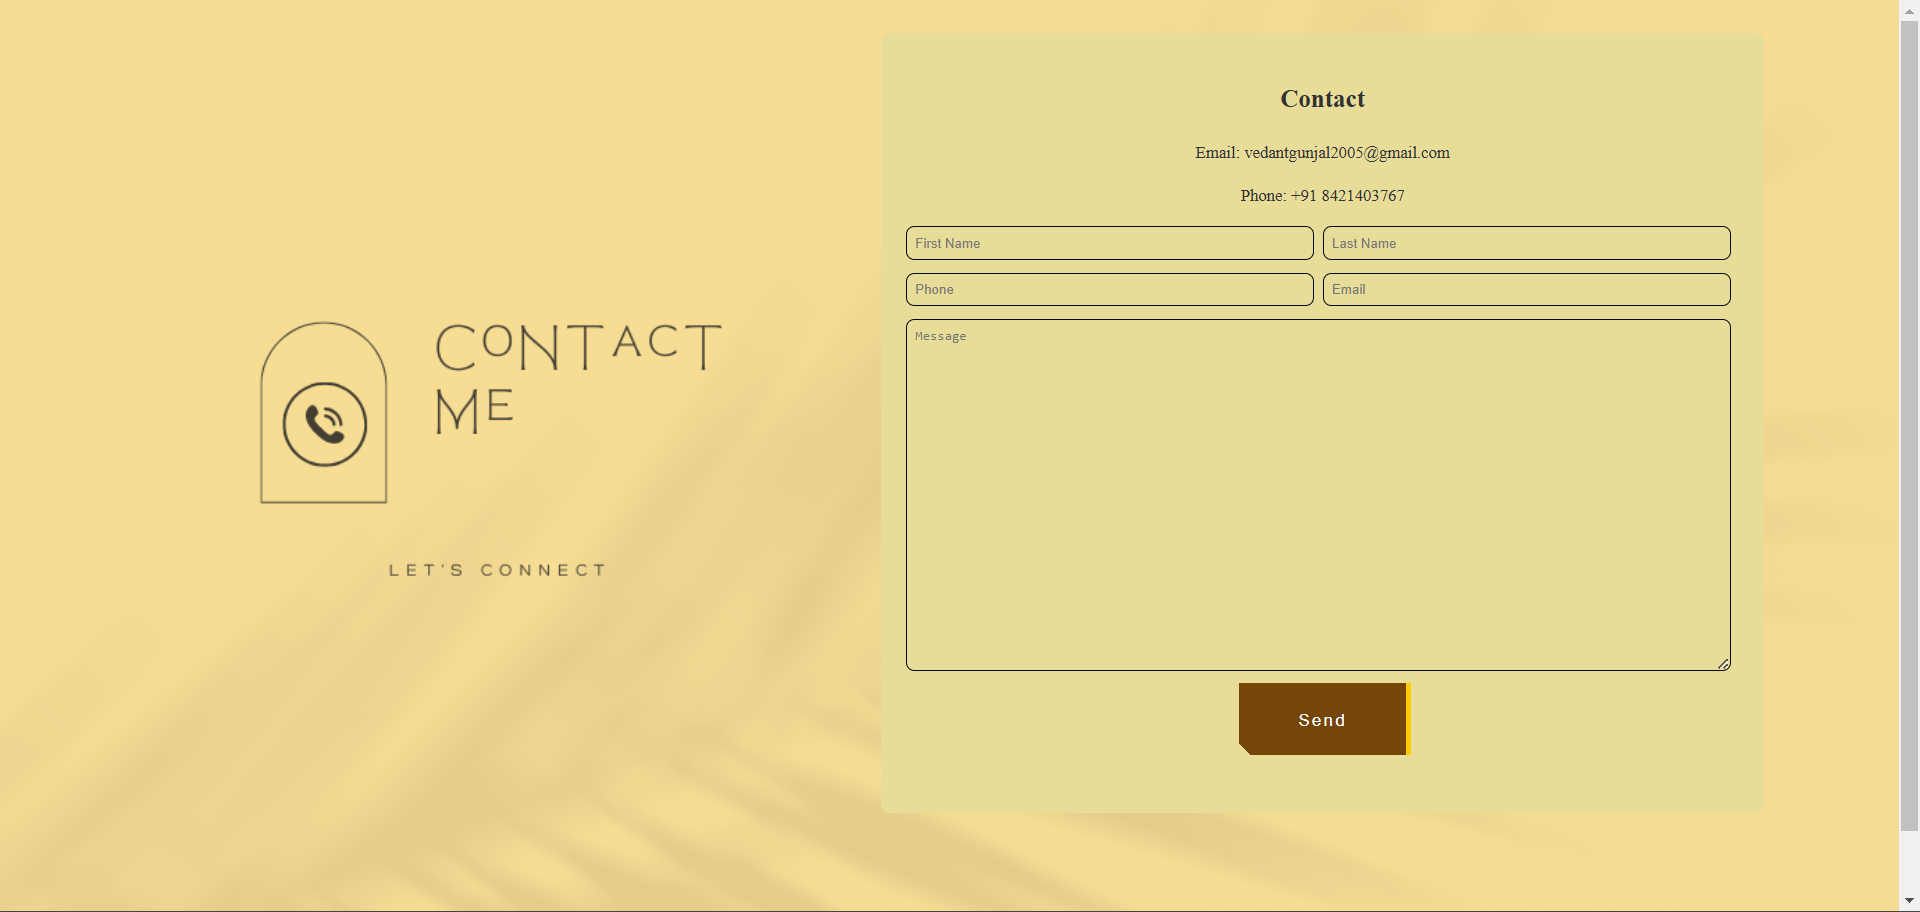 CONTACT
ME
LET'S CONNECT
Contact
Email: vedantgunjal2005@gmail.com
Phone: +91 8421403767
First Name
Last Name
Phone
Email
Message
Send